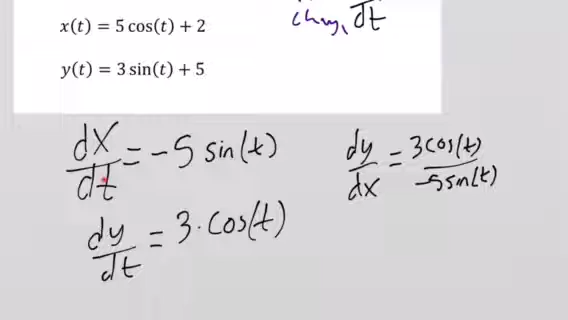 x(t) = 5 cos(t) + 2
dt
y(t) = 3 sin(t) + 5
dx/dt = -5 sin(t)
dy/dx = 3cos(t)/-5sin(t)
dy/dt = 3·cos(t)